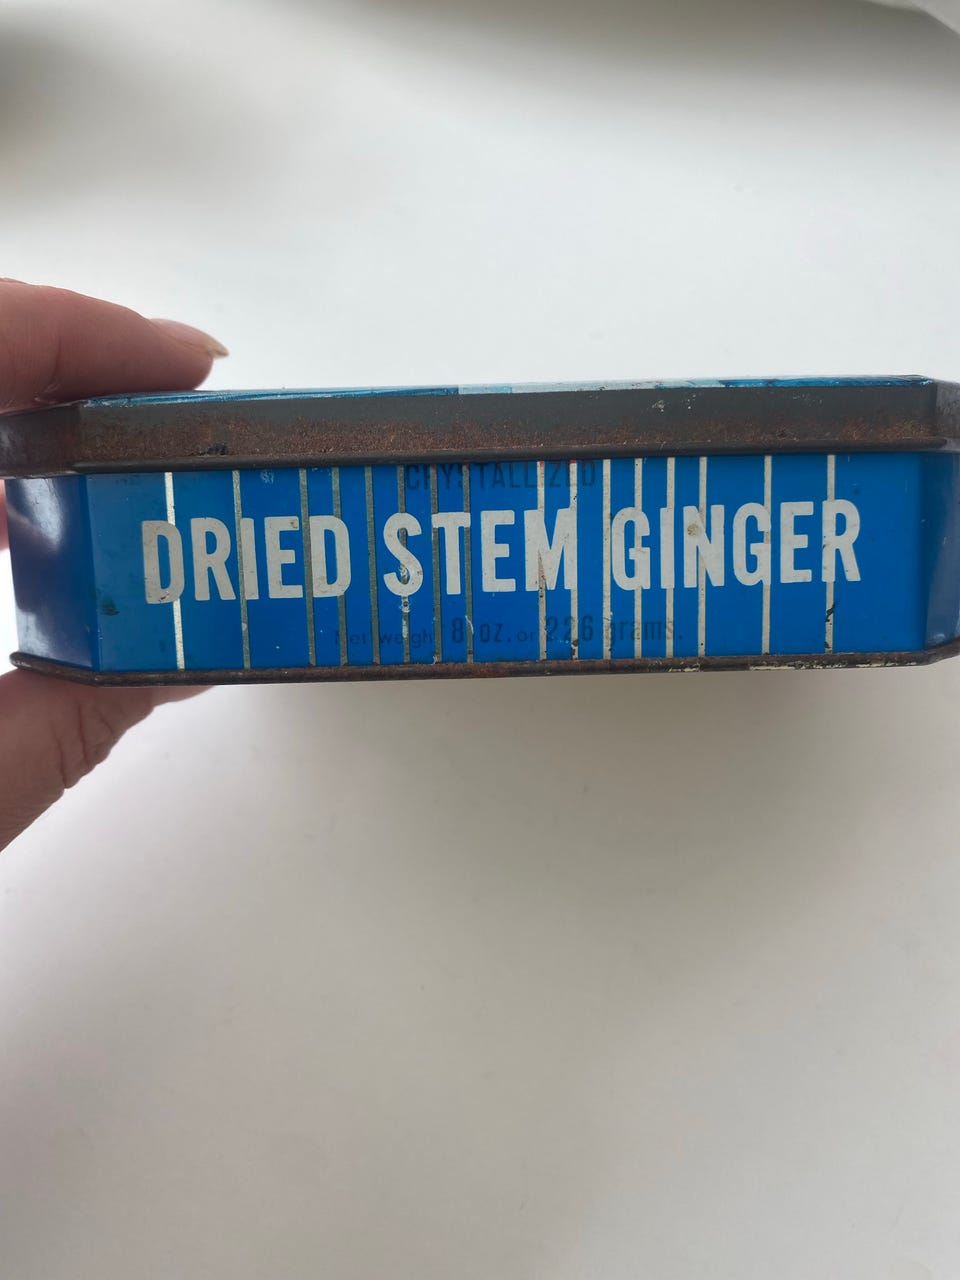 CRYSTALLIZED
DRIED STEM GINGER
Net weight 8 oz. or 226 grams.